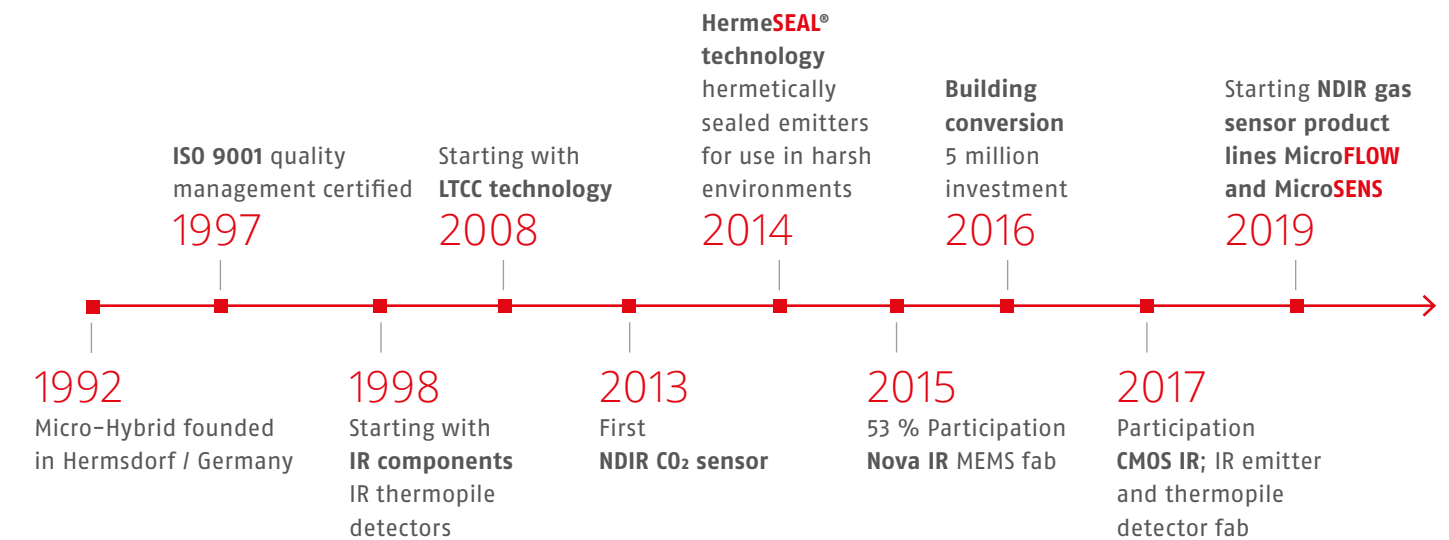 ISO 9001 quality
management certified
1997
Starting with
LTCC technology
2008
HermeSEAL®
technology
hermetically
sealed emitters
for use in harsh
environments
2014
Building
conversion
5 million
investment
2016
Starting NDIR gas
sensor product
lines MicroFLOW
and MicroSENS
2019
1992
Micro-Hybrid founded
in Hermsdorf / Germany
1998
Starting with
IR components
IR thermopile
detectors
2013
First
NDIR CO₂ sensor
2015
53 % Participation
Nova IR MEMS fab
2017
Participation
CMOS IR; IR emitter
and thermopile
detector fab